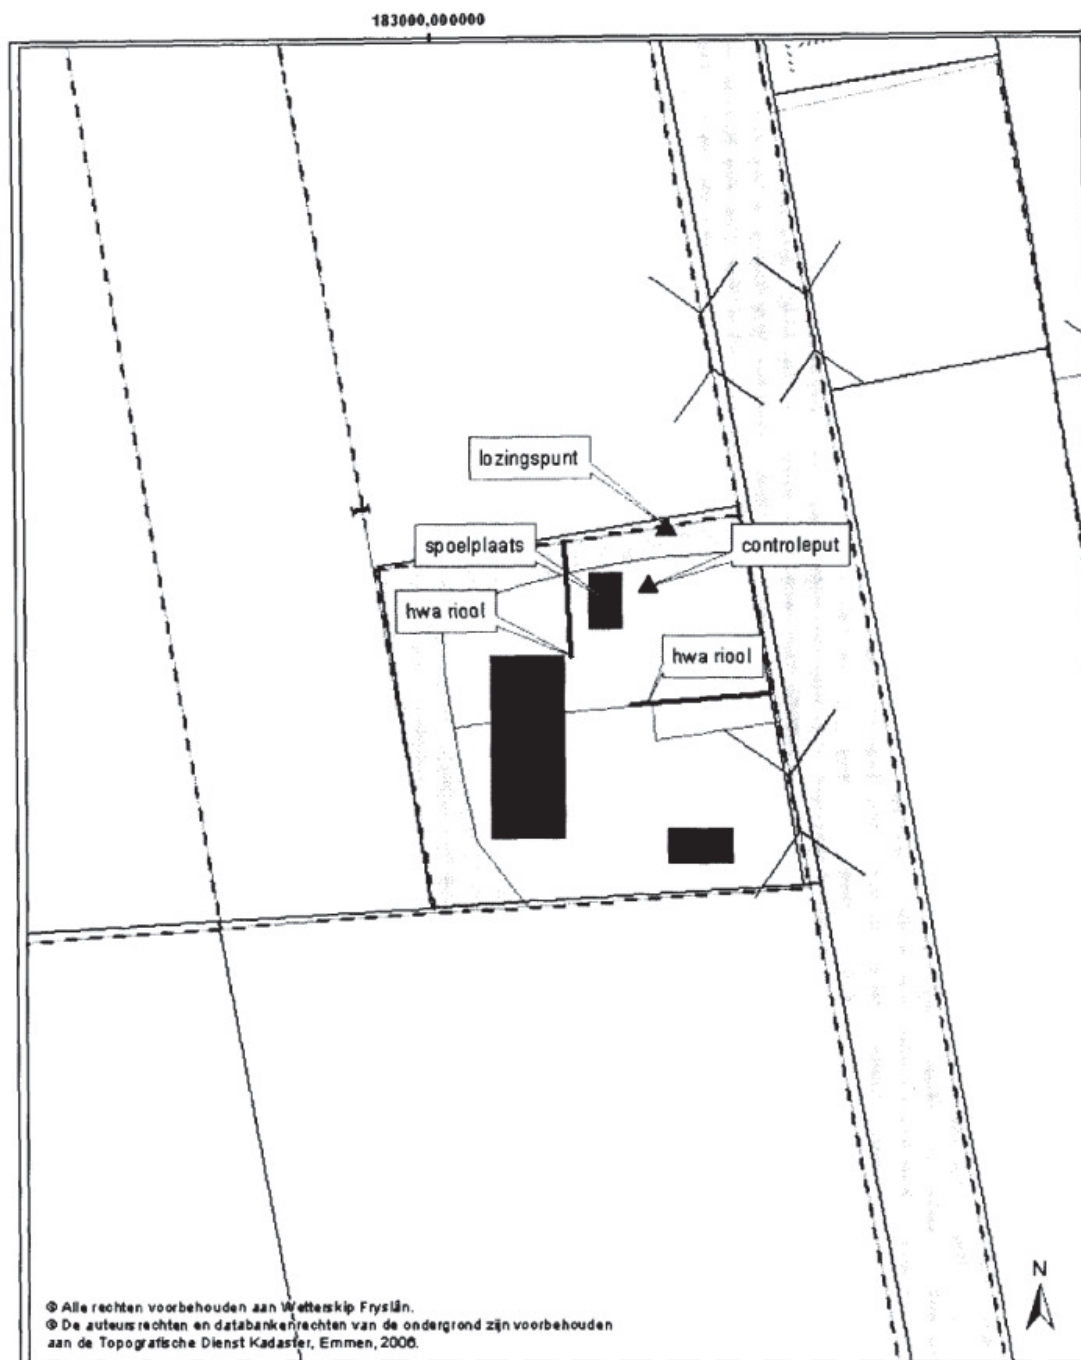 183000,000000
lozingspunt
spoelplaats
controleput
hwa riool
hwa riool
N
© Alle rechten voorbehouden aan Wetterskip Fryslân.
© De auteursrechten en databankenrechten van de ondergrond zijn voorbehouden
aan de Topografische Dienst Kadaster, Emmen, 2006.